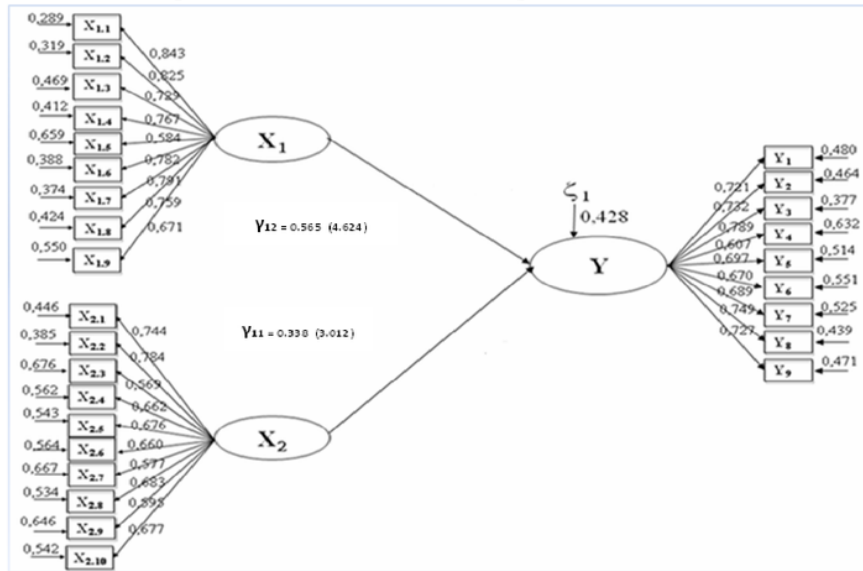 0,289 X1.1 0,843
0,319 X1.2 0,825
0,469 X1.3 0,729
0,412 X1.4 0,767
0,659 X1.5 0,584
0,388 X1.6 0,782
0,374 X1.7 0,791
0,424 X1.8 0,759
0,550 X1.9 0,671
X1
γ12 = 0.565 (4.624)
0,446 X2.1 0,744
0,385 X2.2 0,784
0,676 X2.3 0,569
0,562 X2.4 0,662
0,543 X2.5 0,676
0,564 X2.6 0,660
0,667 X2.7 0,577
0,534 X2.8 0,683
0,646 X2.9 0,595
0,542 X2.10 0,677
X2
γ11 = 0.338 (3.012)
ζ1
0,428
Y
0,721 Y1 0,480
0,732 Y2 0,464
0,789 Y3 0,377
0,607 Y4 0,632
0,697 Y5 0,514
0,670 Y6 0,551
0,689 Y7 0,525
0,749 Y8 0,439
0,727 Y9 0,471